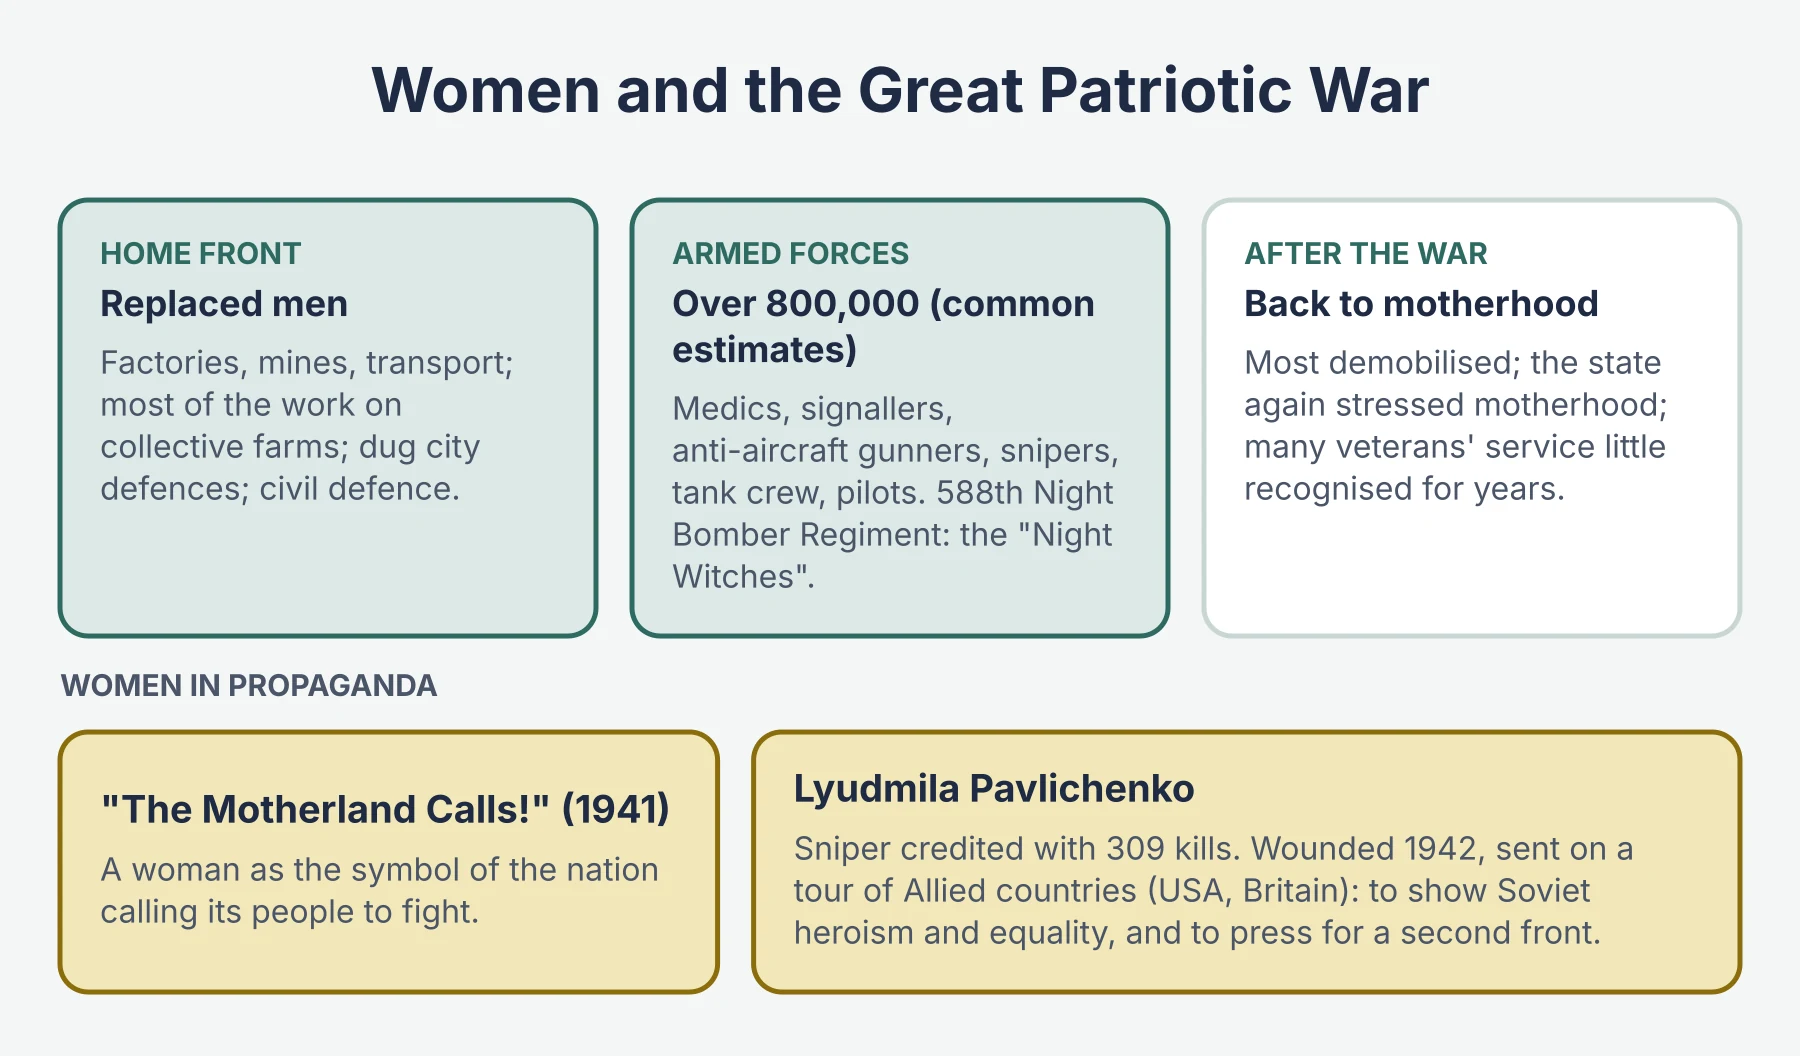 Women and the Great Patriotic War
HOME FRONT
Replaced men
Factories, mines, transport;
most of the work on
collective farms; dug city
defences; civil defence.
ARMED FORCES
Over 800,000 (common
estimates)
Medics, signallers,
anti-aircraft gunners, snipers,
tank crew, pilots. 588th Night
Bomber Regiment: the "Night
Witches".
AFTER THE WAR
Back to motherhood
Most demobilised; the state
again stressed motherhood;
many veterans' service little
recognised for years.
WOMEN IN PROPAGANDA
"The Motherland Calls!" (1941)
A woman as the symbol of the nation
calling its people to fight.
Lyudmila Pavlichenko
Sniper credited with 309 kills. Wounded 1942, sent on a
tour of Allied countries (USA, Britain): to show Soviet
heroism and equality, and to press for a second front.